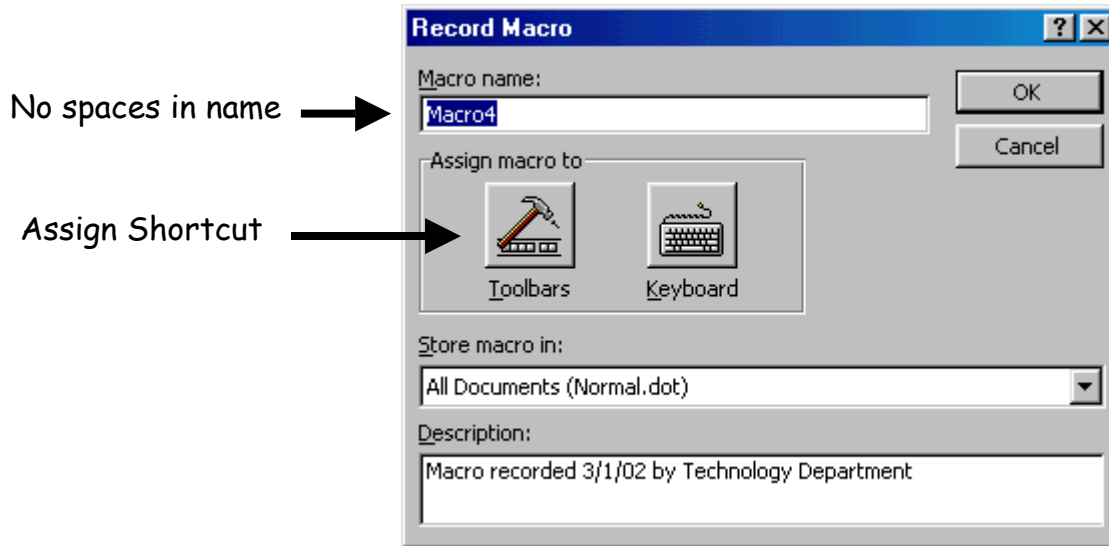 Record Macro
Macro name:
No spaces in name
Macro4
OK
Cancel
Assign macro to
Assign Shortcut
Toolbars
Keyboard
Store macro in:
All Documents (Normal.dot)
Description:
Macro recorded 3/1/02 by Technology Department